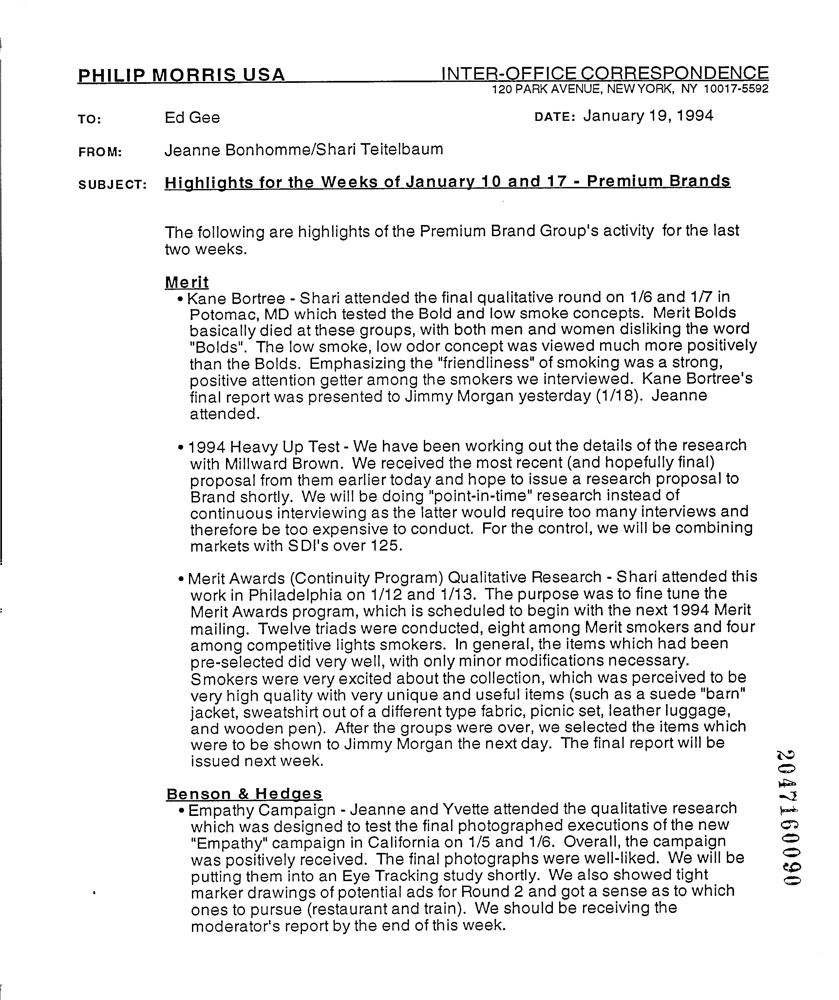 PHILIP MORRIS USA INTER-OFFICE CORRESPONDENCE
120 PARK AVENUE, NEW YORK, NY 10017-5592
TO: Ed Gee DATE: January 19, 1994
FROM: Jeanne Bonhomme/Shari Teitelbaum
SUBJECT: Highlights for the Weeks of January 10 and 17 - Premium Brands
The following are highlights of the Premium Brand Group's activity for the last
two weeks.
Merit
• Kane Bortree - Shari attended the final qualitative round on 1/6 and 1/7 in
Potomac, MD which tested the Bold and low smoke concepts. Merit Bolds
basically died at these groups, with both men and women disliking the word
"Bolds". The low smoke, low odor concept was viewed much more positively
than the Bolds. Emphasizing the "friendliness" of smoking was a strong,
positive attention getter among the smokers we interviewed. Kane Bortree's
final report was presented to Jimmy Morgan yesterday (1/18). Jeanne
attended.
• 1994 Heavy Up Test - We have been working out the details of the research
with Millward Brown. We received the most recent (and hopefully final)
proposal from them earlier today and hope to issue a research proposal to
Brand shortly. We will be doing "point-in-time" research instead of
continuous interviewing as the latter would require too many interviews and
therefore be too expensive to conduct. For the control, we will be combining
markets with SDI's over 125.
• Merit Awards (Continuity Program) Qualitative Research - Shari attended this
work in Philadelphia on 1/12 and 1/13. The purpose was to fine tune the
Merit Awards program, which is scheduled to begin with the next 1994 Merit
mailing. Twelve triads were conducted, eight among Merit smokers and four
among competitive lights smokers. In general, the items which had been
pre-selected did very well, with only minor modifications necessary.
Smokers were very excited about the collection, which was perceived to be
very high quality with very unique and useful items (such as a suede "barn"
jacket, sweatshirt out of a different type fabric, picnic set, leather luggage,
and wooden pen). After the groups were over, we selected the items which
were to be shown to Jimmy Morgan the next day. The final report will be
issued next week.
Benson & Hedges
• Empathy Campaign - Jeanne and Yvette attended the qualitative research
which was designed to test the final photographed executions of the new
"Empathy" campaign in California on 1/5 and 1/6. Overall, the campaign
was positively received. The final photographs were well-liked. We will be
putting them into an Eye Tracking study shortly. We also showed tight
marker drawings of potential ads for Round 2 and got a sense as to which
ones to pursue (restaurant and train). We should be receiving the
moderator's report by the end of this week.
2047160090